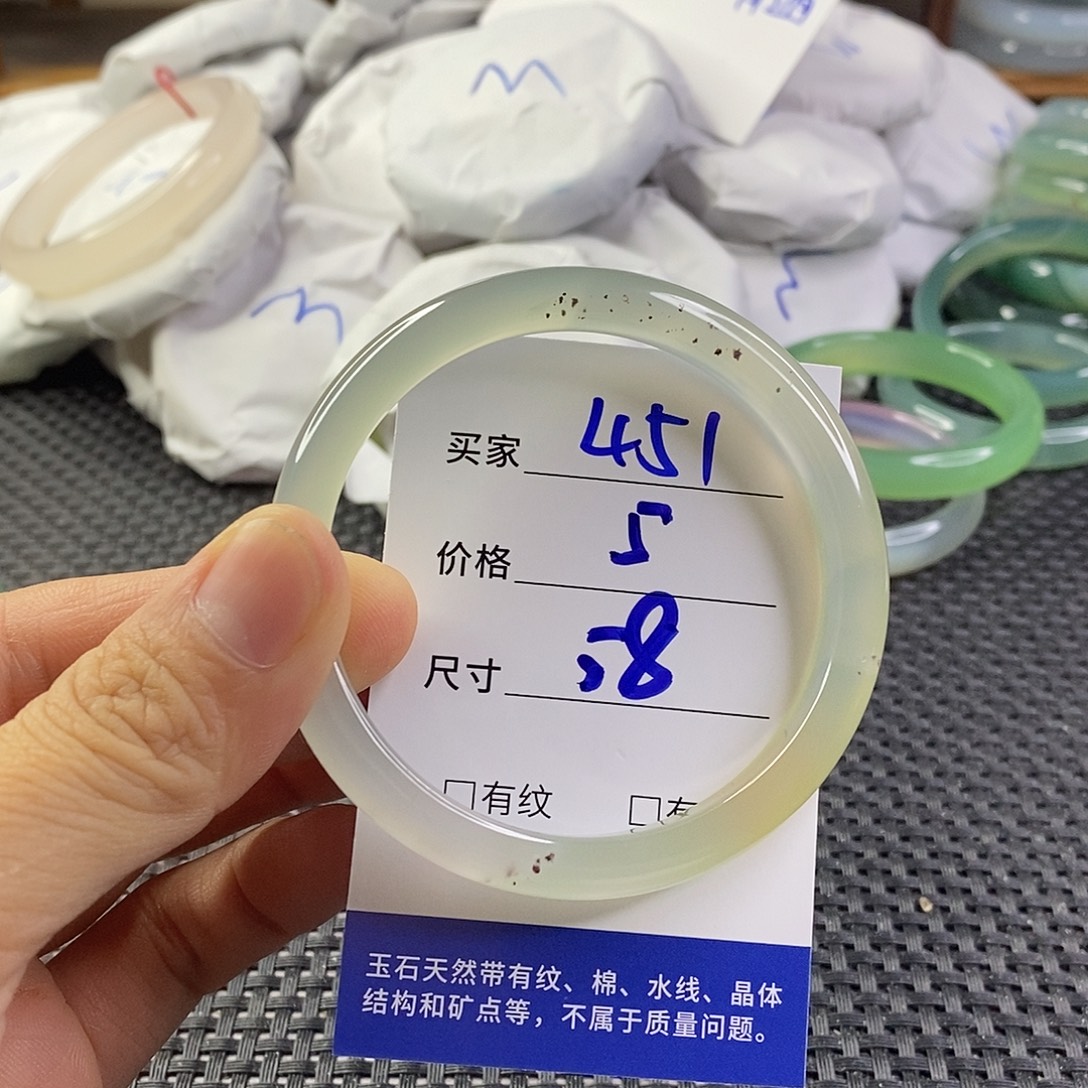 买家 451
价格 5
尺寸 58
□有纹 □有
玉石天然带有纹、棉、水线、晶体
结构和矿点等，不属于质量问题。